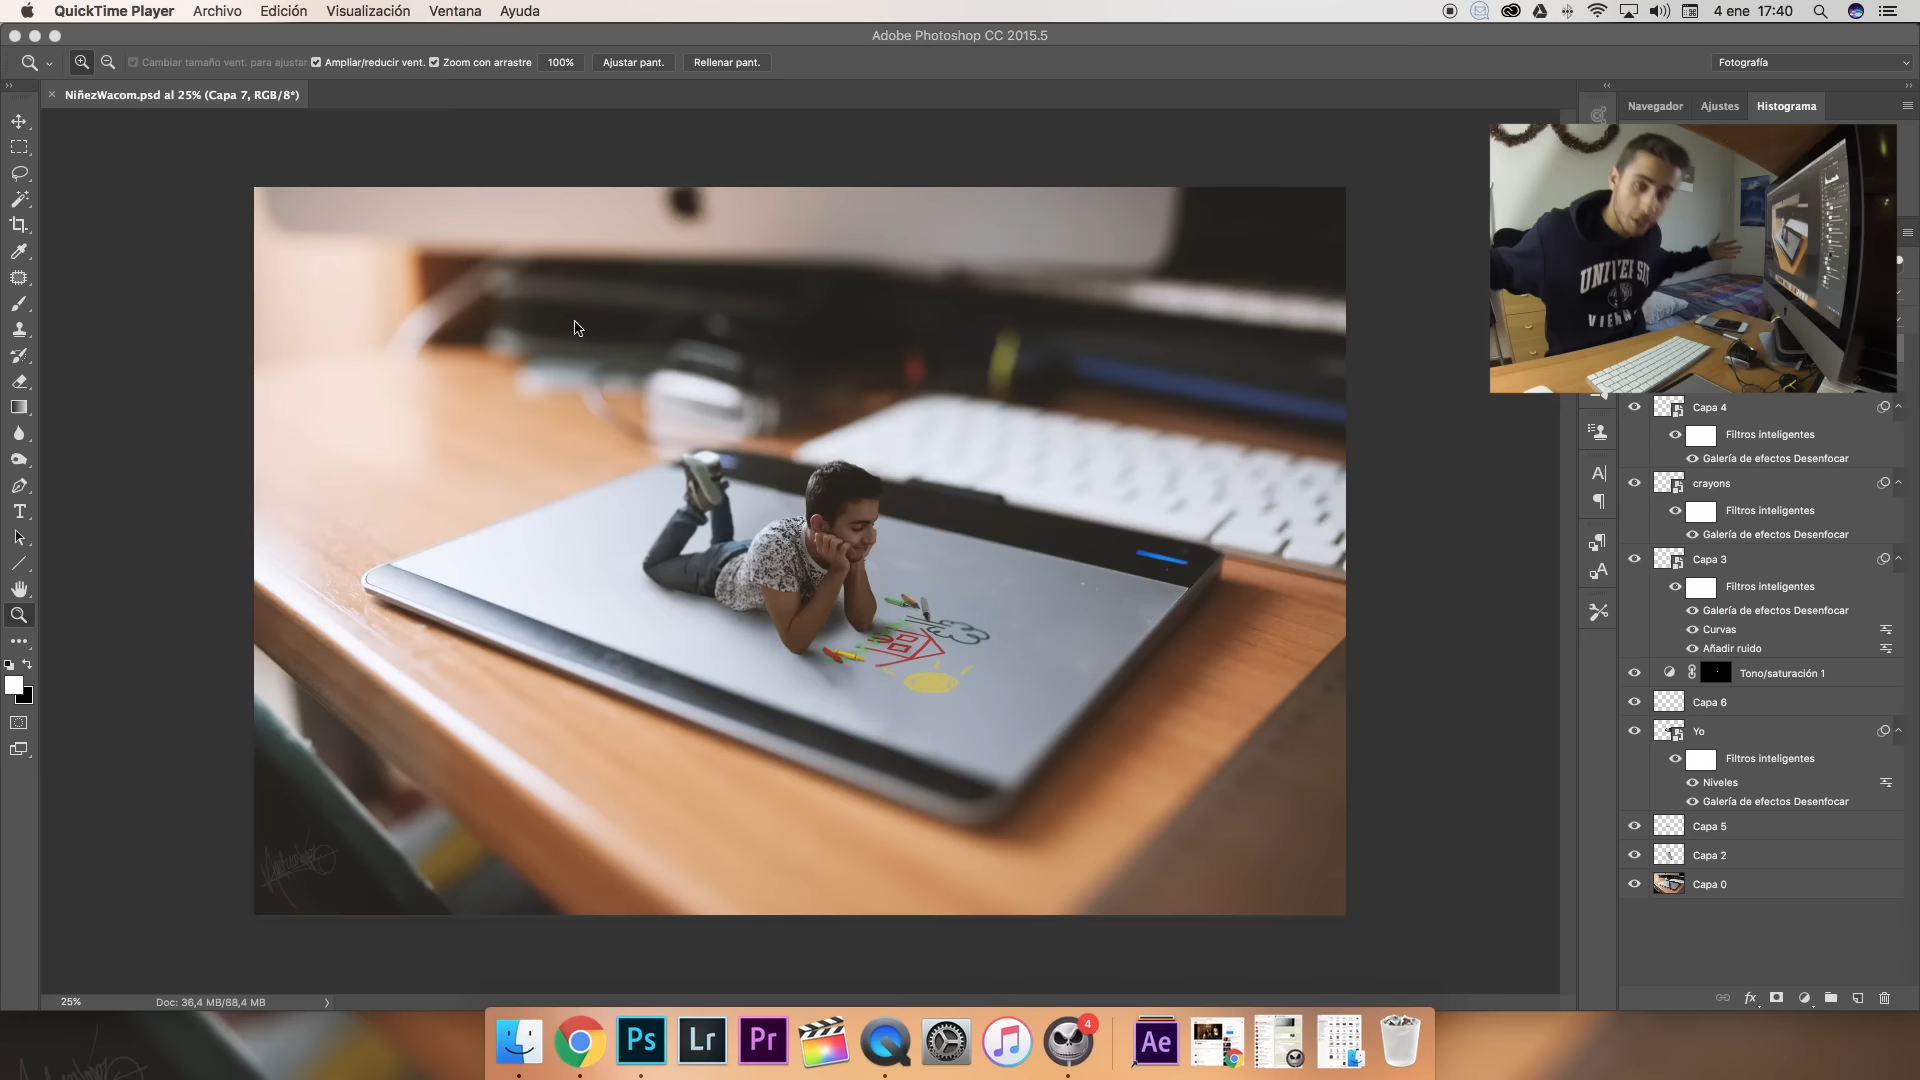 QuickTime Player Archivo Edición Visualización Ventana Ayuda 4 ene 17:40
Adobe Photoshop CC 2015.5
Cambiar tamaño vent. para ajustar Ampliar/reducir vent. Zoom con arrastre 100% Ajustar pant. Rellenar pant. Fotografía
NiñezWacom.psd al 25% (Capa 7, RGB/8*)
Navegador Ajustes Histograma
UNIVERSIT
VIENNA
Capa 4
Filtros inteligentes
Galería de efectos Desenfocar
crayons
Filtros inteligentes
Galería de efectos Desenfocar
Capa 3
Filtros inteligentes
Galería de efectos Desenfocar
Curvas
Añadir ruido
Tono/saturación 1
Capa 6
Yo
Filtros inteligentes
Niveles
Galería de efectos Desenfocar
Capa 5
Capa 2
Capa 0
25% Doc: 36,4 MB/88,4 MB
fx
Ps Lr Pr 4 Ae